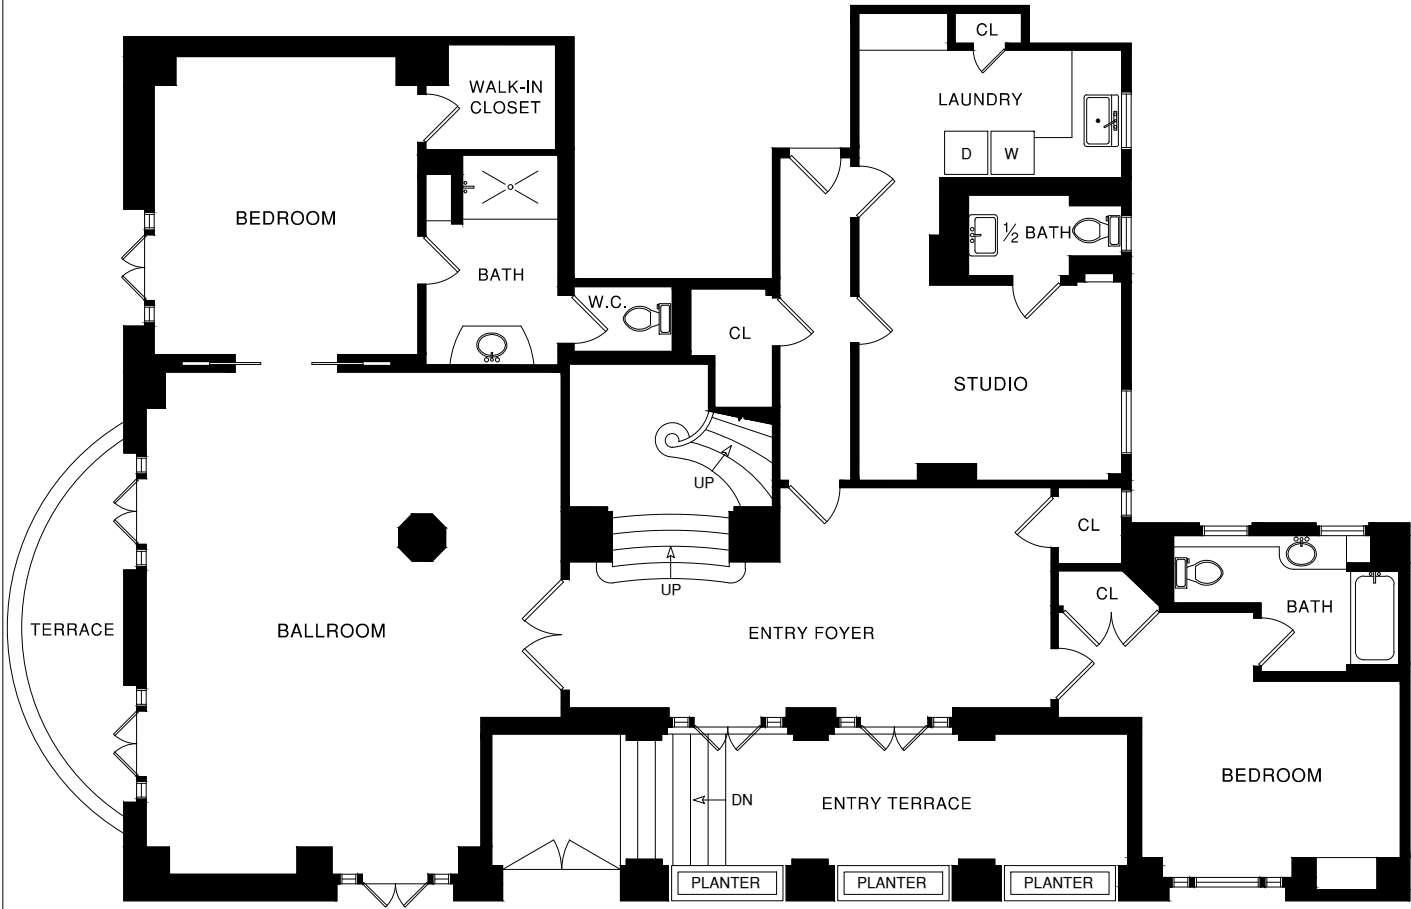 CL
WALK-IN
CLOSET
LAUNDRY
D
W
BEDROOM
½ BATH
BATH
W.C.
CL
STUDIO
UP
CL
UP
CL
BATH
TERRACE
BALLROOM
ENTRY FOYER
BEDROOM
DN
ENTRY TERRACE
PLANTER
PLANTER
PLANTER